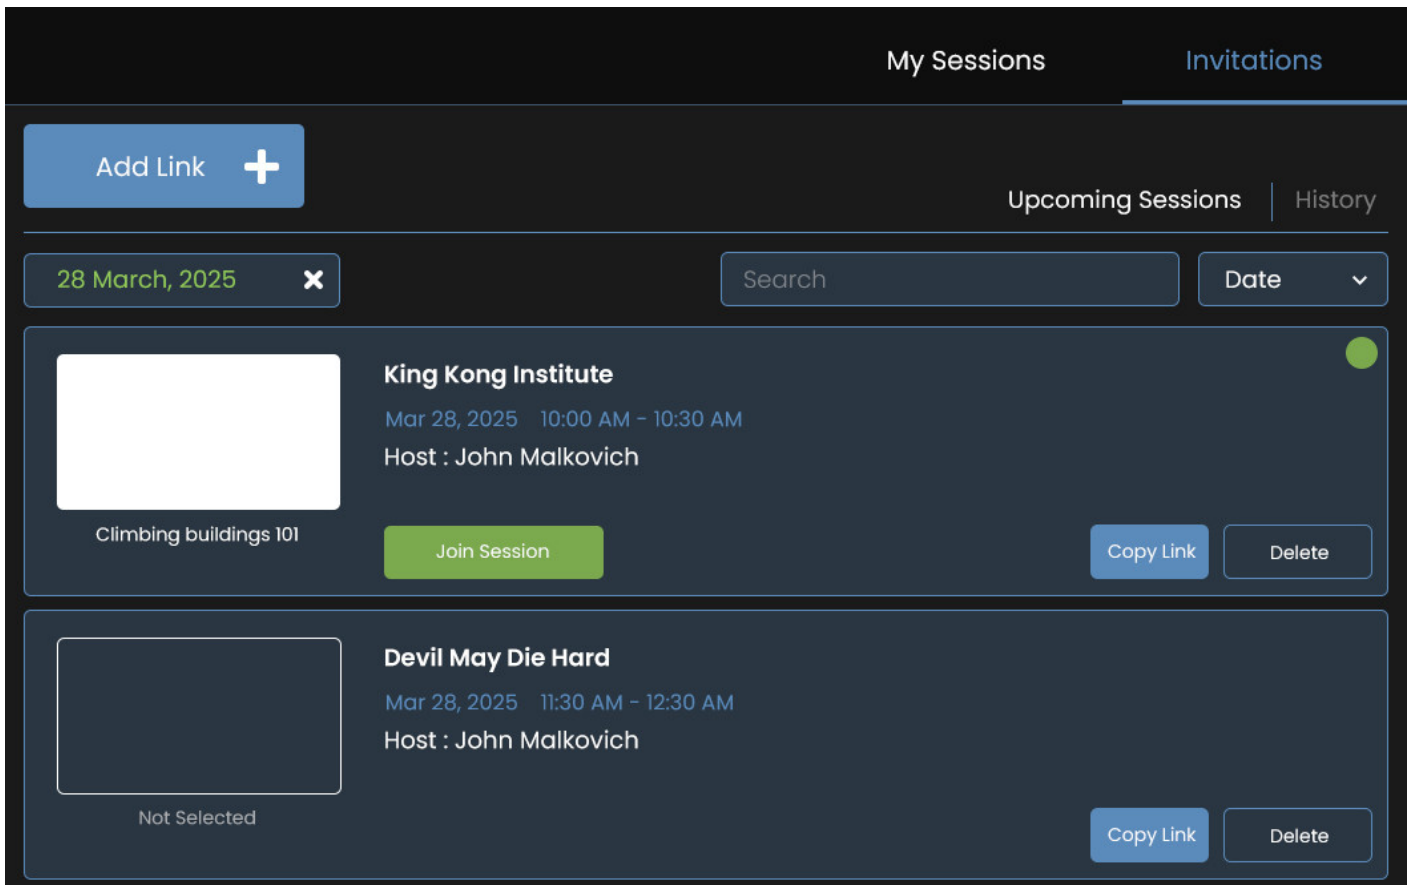 My Sessions Invitations
Add Link
Upcoming Sessions History
28 March, 2025 Search Date
King Kong Institute
Mar 28, 2025 10:00 AM - 10:30 AM
Host : John Malkovich
Climbing buildings 101
Join Session Copy Link Delete
Devil May Die Hard
Mar 28, 2025 11:30 AM - 12:30 AM
Host : John Malkovich
Not Selected
Copy Link Delete